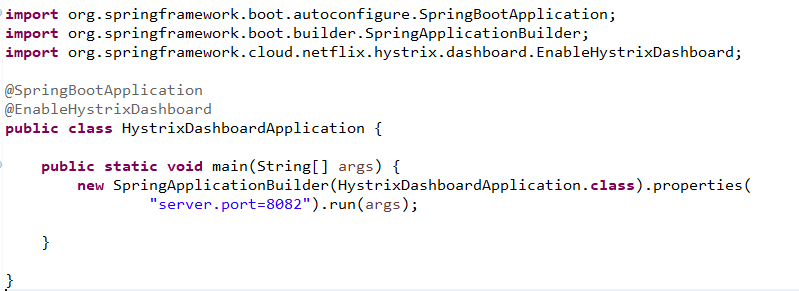 import org.springframework.boot.autoconfigure.SpringBootApplication;
import org.springframework.boot.builder.SpringApplicationBuilder;
import org.springframework.cloud.netflix.hystrix.dashboard.EnableHystrixDashboard;
@SpringBootApplication
@EnableHystrixDashboard
public class HystrixDashboardApplication {
public static void main(String[] args) {
new SpringApplicationBuilder(HystrixDashboardApplication.class).properties(
"server.port=8082").run(args);
}
}